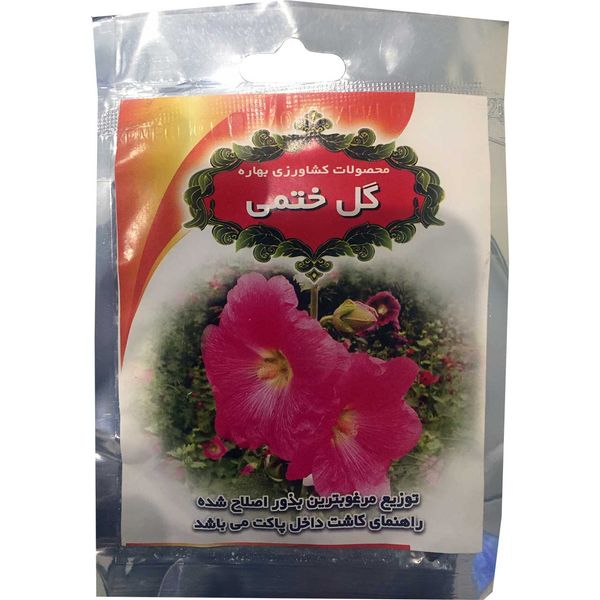 محصولات کشاورزی بهاره
گل ختمی
توزیع مرغوبترین بذور اصلاح شده
راهنمای کاشت داخل پاکت می باشد